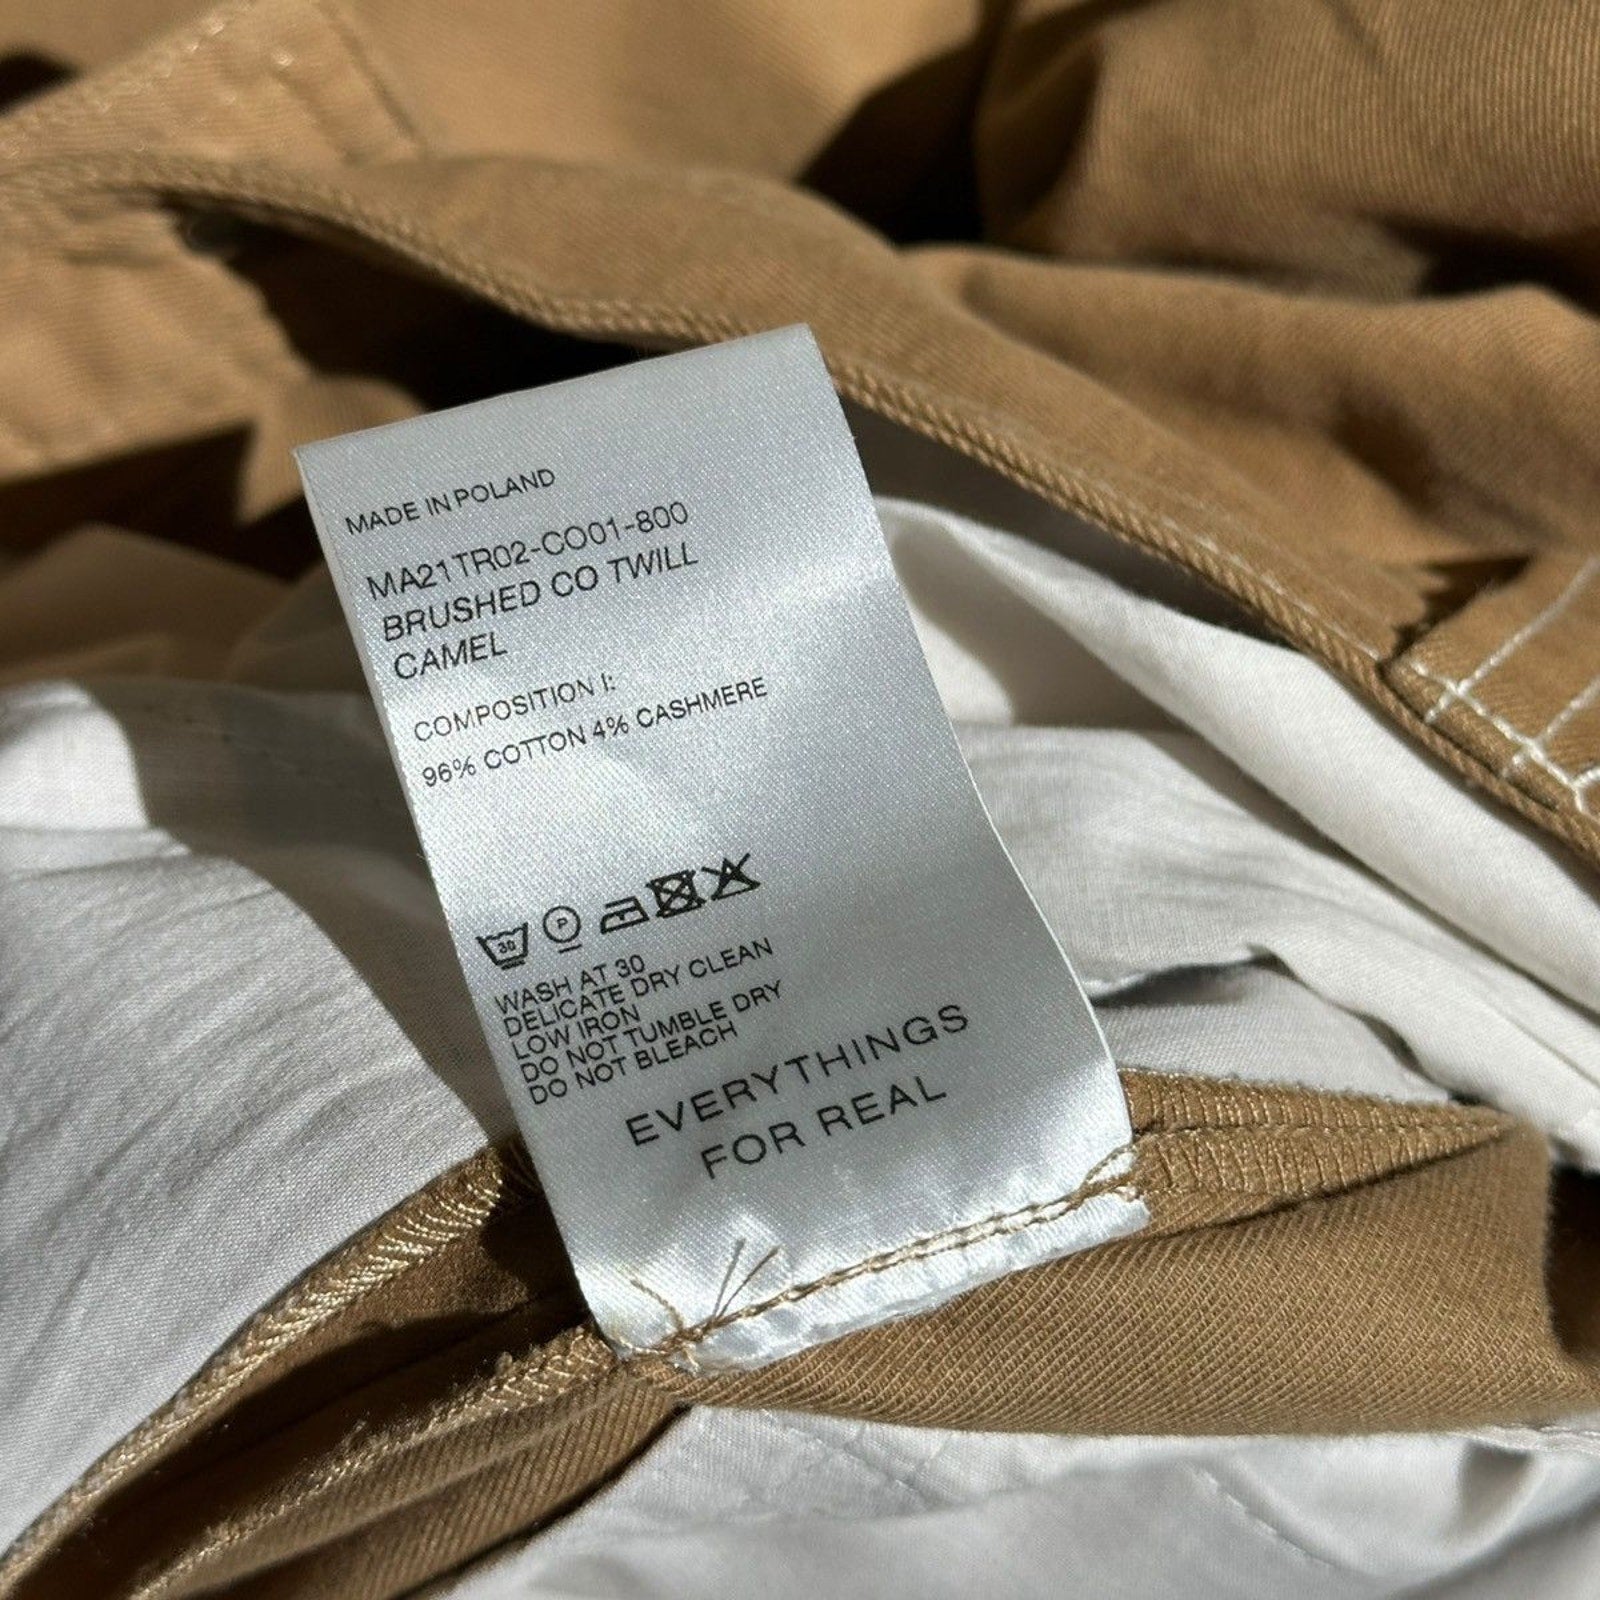 MADE IN POLAND
MA21TR02-CO01-800
BRUSHED CO TWILL
CAMEL
COMPOSITION I:
96% COTTON 4% CASHMERE
30 P
WASH AT 30
DELICATE DRY CLEAN
LOW IRON
DO NOT TUMBLE DRY
DO NOT BLEACH
EVERYTHINGS
FOR REAL